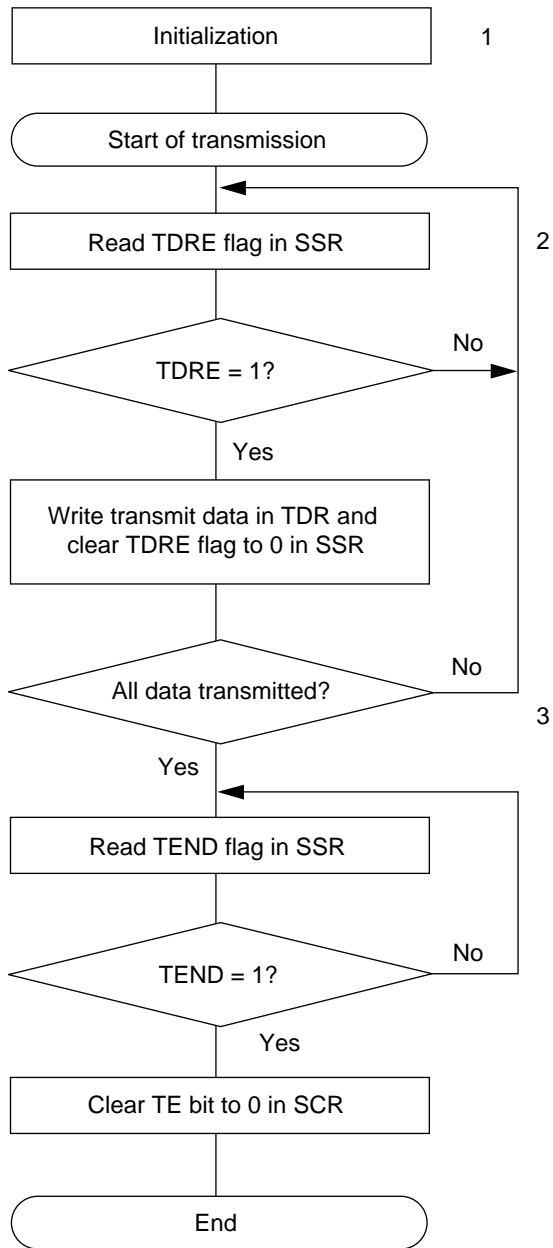 Initialization
1
Start of transmission
Read TDRE flag in SSR
2
TDRE = 1?
No
Yes
Write transmit data in TDR and
clear TDRE flag to 0 in SSR
All data transmitted?
No
3
Yes
Read TEND flag in SSR
TEND = 1?
No
Yes
Clear TE bit to 0 in SCR
End